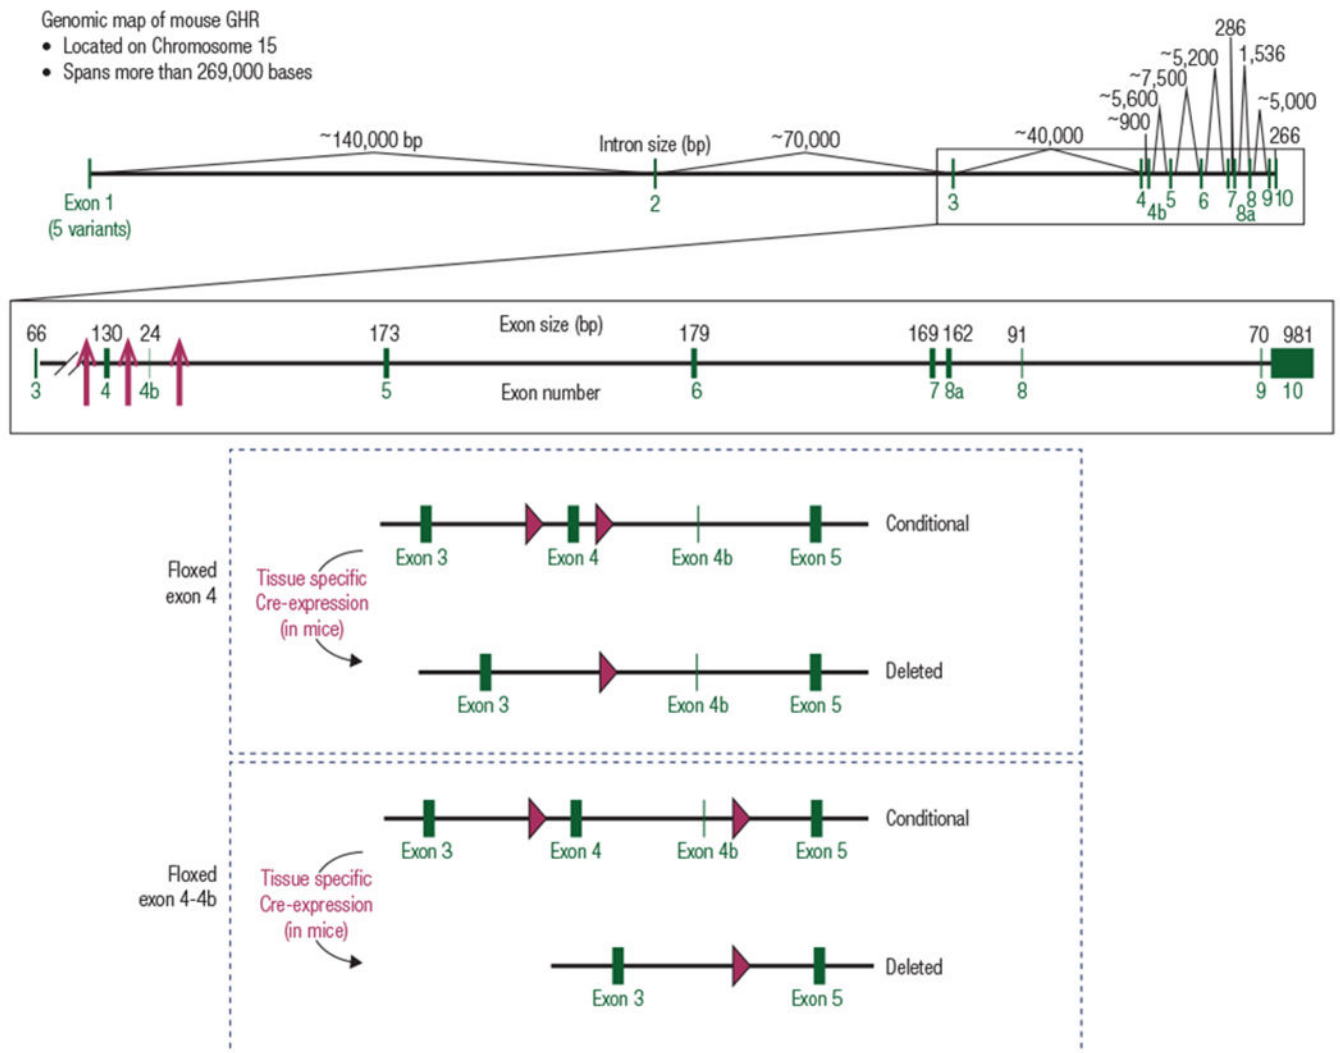 Genomic map of mouse GHR
• Located on Chromosome 15
• Spans more than 269,000 bases
286
~5,200 1,536
~7,500
~5,600 ~5,000
~900
~140,000 bp Intron size (bp) ~70,000 ~40,000 266
Exon 1 2 3 4 4b 5 6 7 8a 8 9 10
(5 variants)
66 130 24 173 Exon size (bp) 179 169 162 91 70 981
3 4 4b 5 Exon number 6 7 8a 8 9 10
Conditional
Exon 3 Exon 4 Exon 4b Exon 5
Floxed
exon 4
Tissue specific
Cre-expression
(in mice)
Deleted
Exon 3 Exon 4b Exon 5
Conditional
Exon 3 Exon 4 Exon 4b Exon 5
Floxed
exon 4-4b
Tissue specific
Cre-expression
(in mice)
Deleted
Exon 3 Exon 5